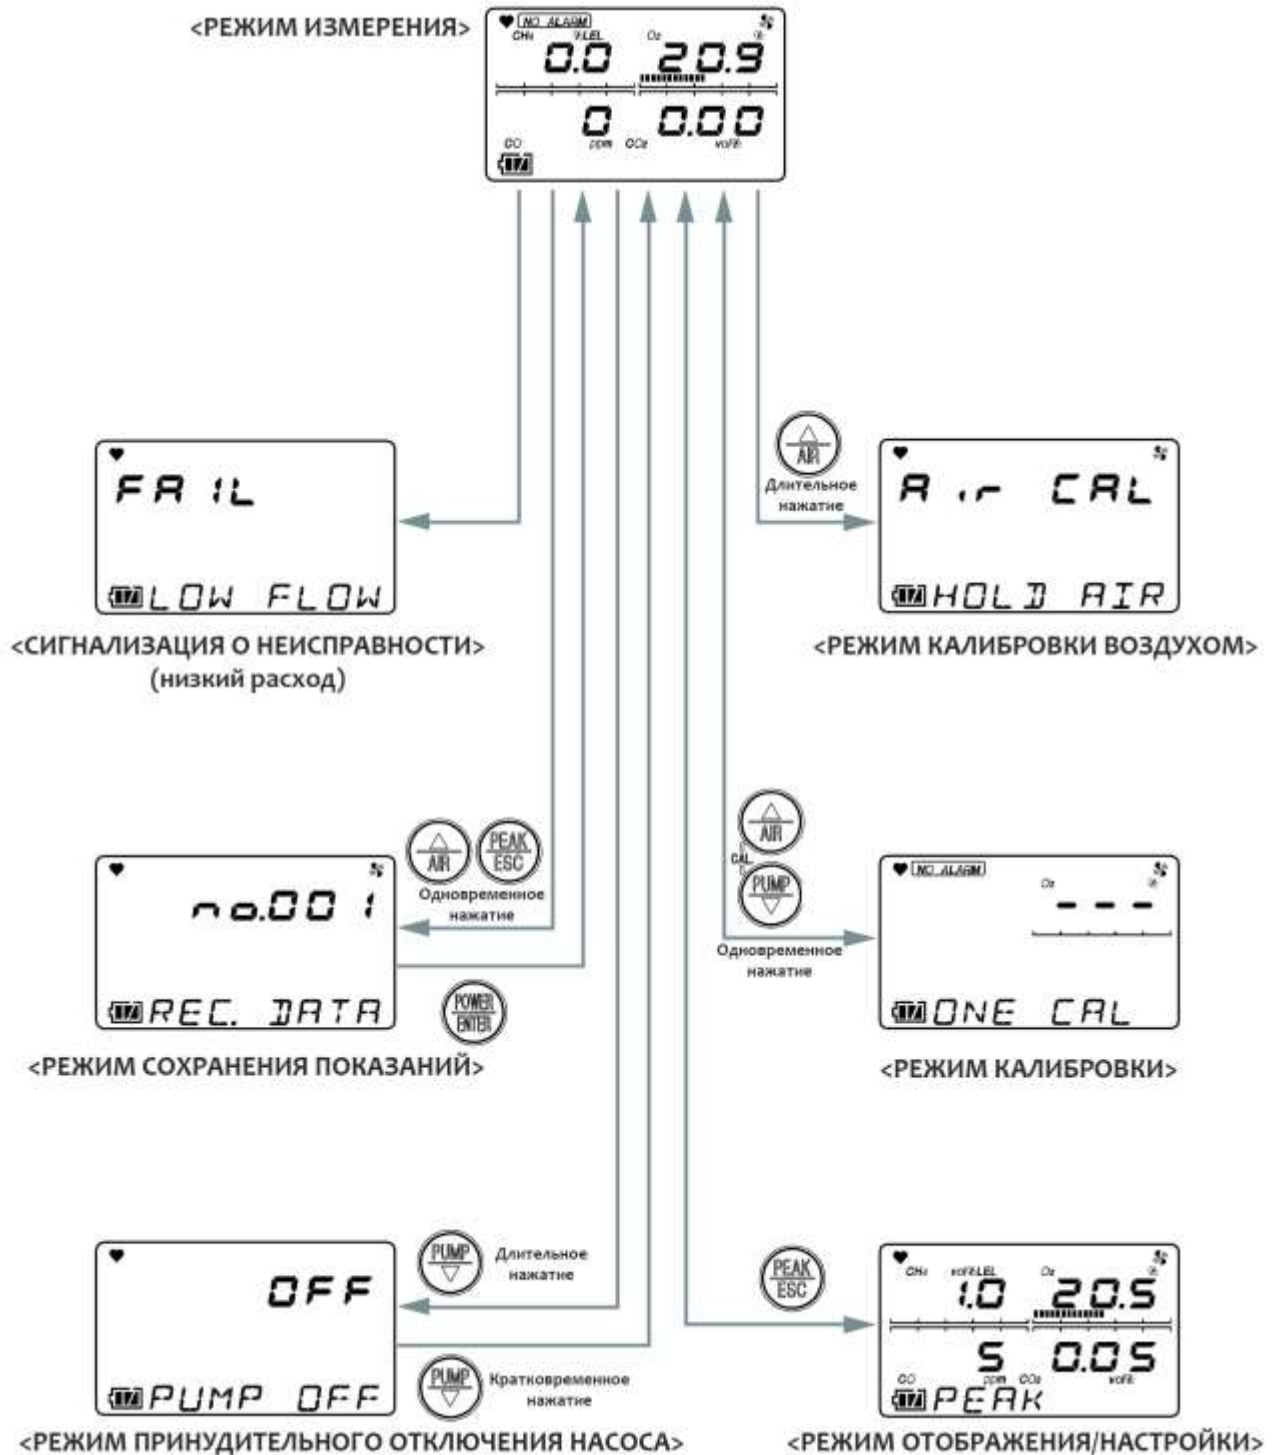 <РЕЖИМ ИЗМЕРЕНИЯ>
NO ALARM
CH₄ %LEL O₂ %
0.0 20.9
0 0.00
CO ppm CO₂ vol%
AIR
Длительное
нажатие
FAIL
LOW FLOW
<СИГНАЛИЗАЦИЯ О НЕИСПРАВНОСТИ>
(низкий расход)
Air CAL
HOLD AIR
<РЕЖИМ КАЛИБРОВКИ ВОЗДУХОМ>
AIR PEAK
ESC
Одновременное
нажатие
no.001
REC. DATA
POWER
ENTER
<РЕЖИМ СОХРАНЕНИЯ ПОКАЗАНИЙ>
AIR
CAL
PUMP
Одновременное
нажатие
NO ALARM
O₂ %
---
ONE CAL
<РЕЖИМ КАЛИБРОВКИ>
PUMP
Длительное
нажатие
OFF
PUMP OFF
PUMP
Кратковременное
нажатие
<РЕЖИМ ПРИНУДИТЕЛЬНОГО ОТКЛЮЧЕНИЯ НАСОСА>
PEAK
ESC
CH₄ vol%LEL O₂ %
1.0 20.5
5 0.05
CO ppm CO₂ vol%
PEAK
<РЕЖИМ ОТОБРАЖЕНИЯ/НАСТРОЙКИ>